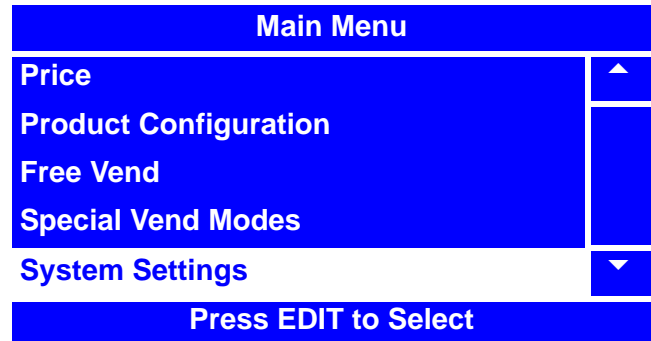 Main Menu
Price
Product Configuration
Free Vend
Special Vend Modes
System Settings
Press EDIT to Select